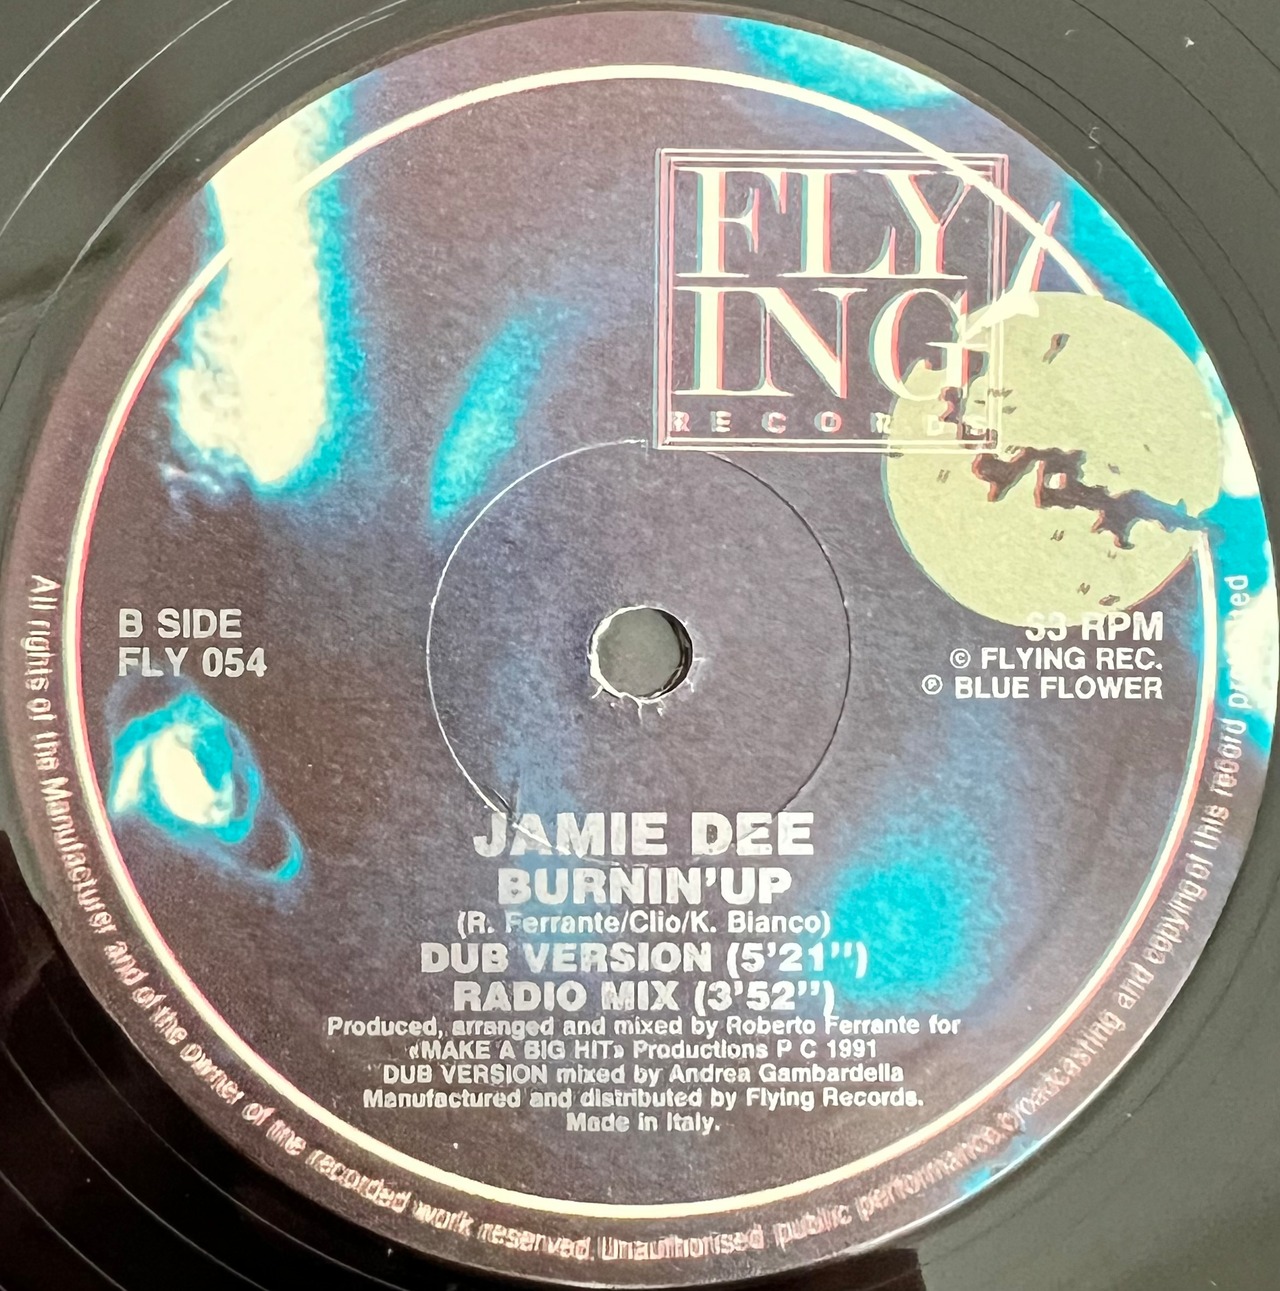 FLY
ING
RECORDS
B SIDE
FLY 054
33 RPM
© FLYING REC.
℗ BLUE FLOWER
JAMIE DEE
BURNIN'UP
(R. Ferrante/Clio/K. Bianco)
DUB VERSION (5'21")
RADIO MIX (3'52")
Produced, arranged and mixed by Roberto Ferrante for
«MAKE A BIG HIT» Productions P C 1991
DUB VERSION mixed by Andrea Gambardella
Manufactured and distributed by Flying Records.
Made in Italy.
All rights of the Manufacturer and of the owner of the recorded work reserved. Unauthorised public performance, broadcasting and copying of this record prohibited